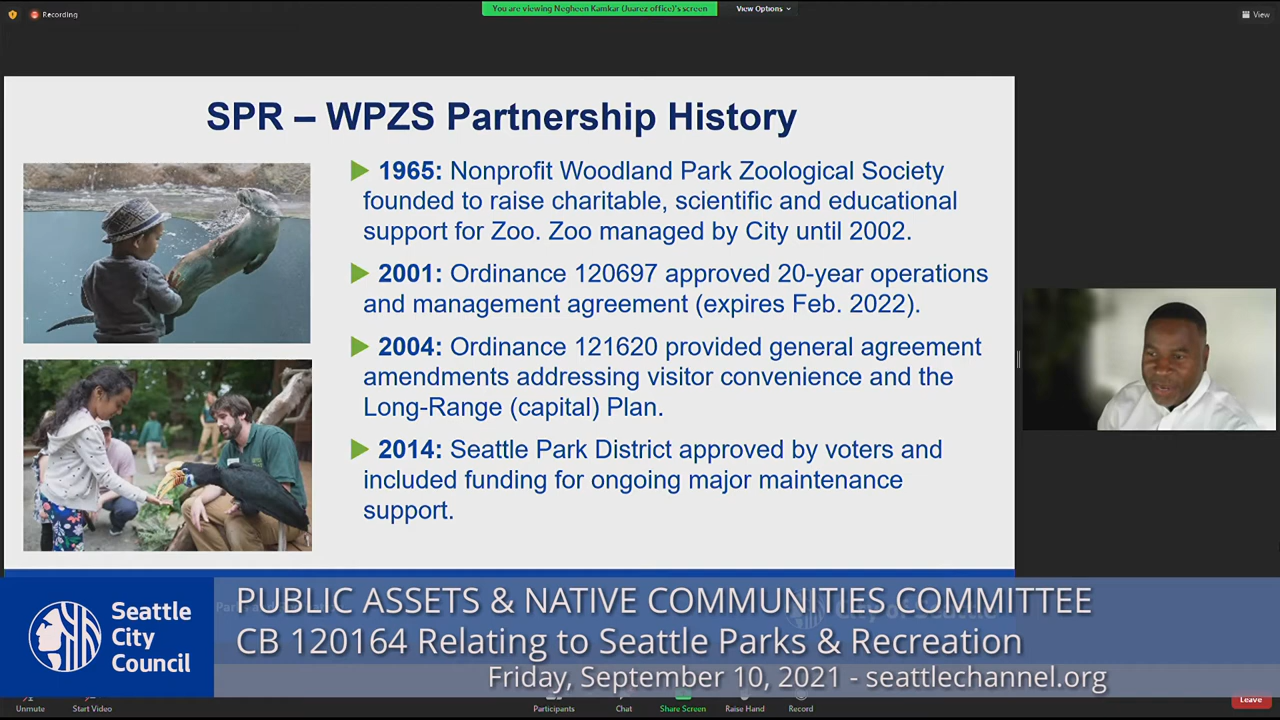 Recording
You are viewing Negheen Kamkar (Juarez office)'s screen
View Options
View
SPR – WPZS Partnership History
1965: Nonprofit Woodland Park Zoological Society
founded to raise charitable, scientific and educational
support for Zoo. Zoo managed by City until 2002.
2001: Ordinance 120697 approved 20-year operations
and management agreement (expires Feb. 2022).
2004: Ordinance 121620 provided general agreement
amendments addressing visitor convenience and the
Long-Range (capital) Plan.
2014: Seattle Park District approved by voters and
included funding for ongoing major maintenance
support.
Seattle
City
Council
PUBLIC ASSETS & NATIVE COMMUNITIES COMMITTEE
CB 120164 Relating to Seattle Parks & Recreation
Friday, September 10, 2021 - seattlechannel.org
Unmute
Start Video
Participants
Chat
Share Screen
Raise Hand
Record
Leave